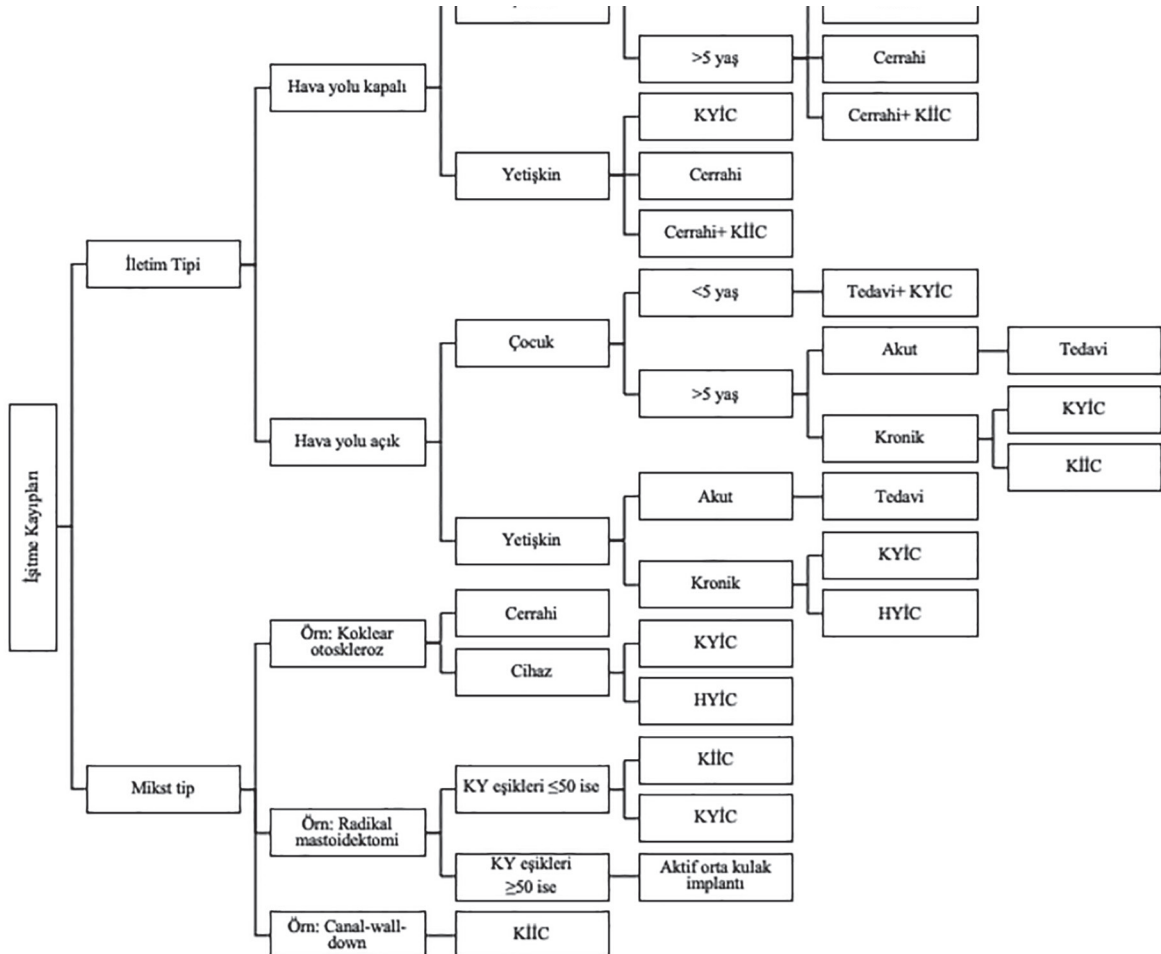 >5 yaş
Cerrahi
Hava yolu kapalı
KYİC
Cerrahi+ KİİC
Yetişkin
Cerrahi
Cerrahi+ KİİC
İletim Tipi
<5 yaş
Tedavi+ KYİC
Çocuk
Akut
Tedavi
>5 yaş
KYİC
Hava yolu açık
Kronik
KİİC
Akut
Tedavi
İşitme Kayıpları
Yetişkin
KYİC
Kronik
HYİC
Cerrahi
Örn: Koklear
otoskleroz
KYİC
Cihaz
HYİC
Mikst tip
KİİC
KY eşikleri ≤50 ise
Örn: Radikal
mastoidektomi
KYİC
KY eşikleri
≥50 ise
Aktif orta kulak
implantı
Örn: Canal-wall-
down
KİİC